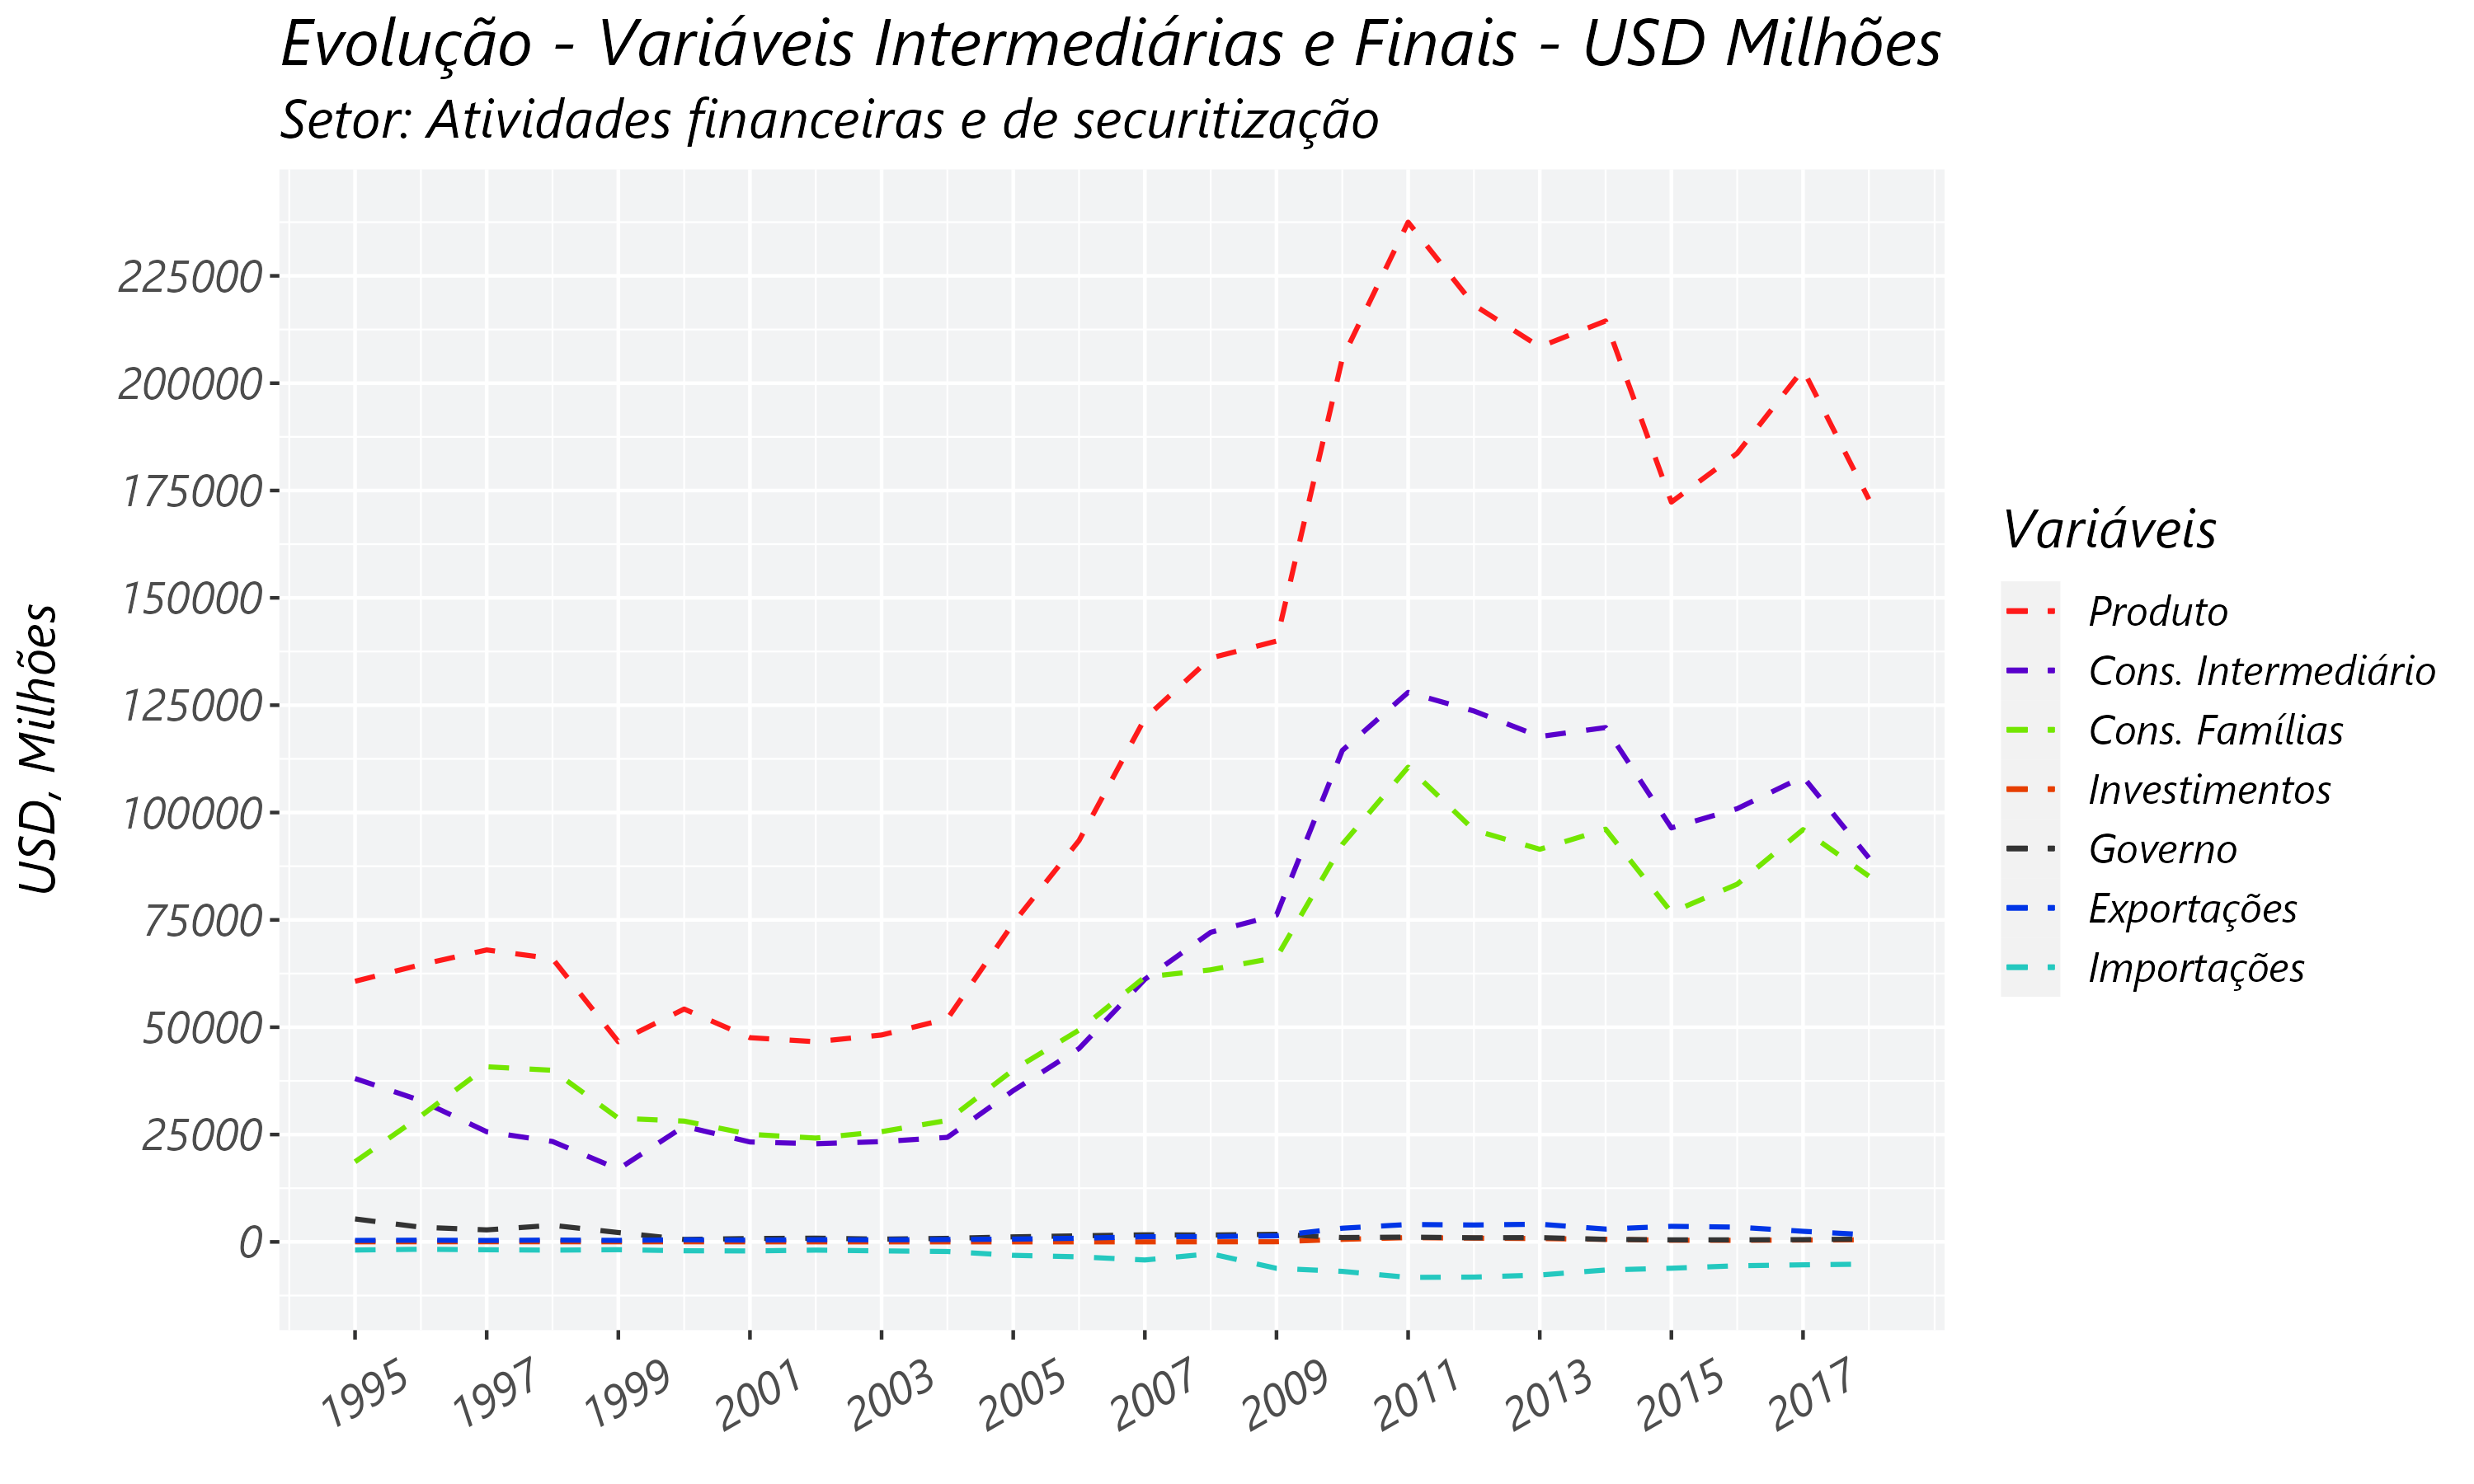 Evolução - Variáveis Intermediárias e Finais - USD Milhões
Setor: Atividades financeiras e de securitização
USD, Milhões
225000
200000
175000
150000
125000
100000
75000
50000
25000
0
1995
1997
1999
2001
2003
2005
2007
2009
2011
2013
2015
2017
Variáveis
Produto
Cons. Intermediário
Cons. Famílias
Investimentos
Governo
Exportações
Importações